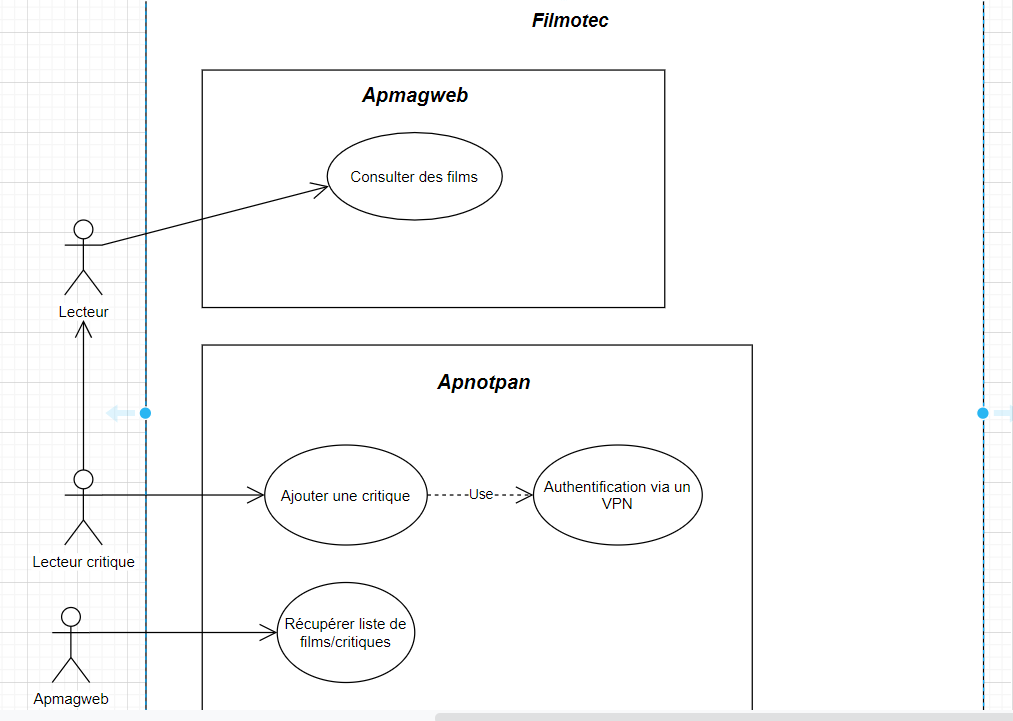 Filmotec
Apmagweb
Consulter des films
Lecteur
Apnotpan
Ajouter une critique
Use
Authentification via un
VPN
Lecteur critique
Récupérer liste de
films/critiques
Apmagweb